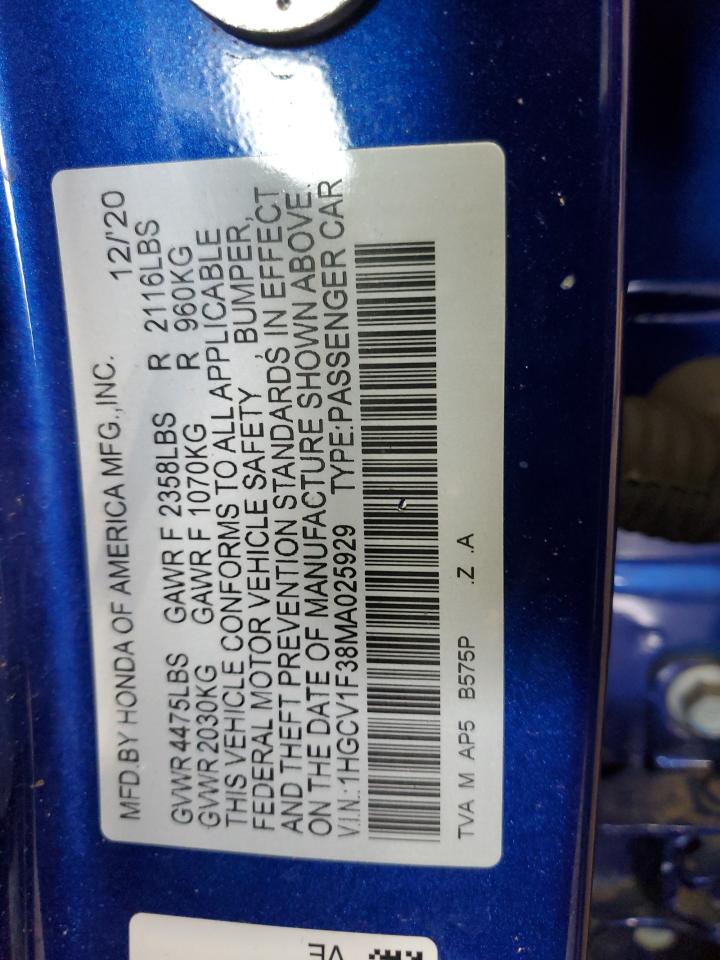 MFD.BY HONDA OF AMERICA MFG.,INC. 12/'20
GVWR 4475LBS GAWR F 2358LBS R 2116LBS
GVWR 2030KG GAWR F 1070KG R 960KG
THIS VEHICLE CONFORMS TO ALL APPLICABLE
FEDERAL MOTOR VEHICLE SAFETY , BUMPER,
AND THEFT PREVENTION STANDARDS IN EFFECT
ON THE DATE OF MANUFACTURE SHOWN ABOVE.
V.I.N.: 1HGCV1F38MA025929 TYPE:PASSENGER CAR
TVA M AP5 B575P .Z .A